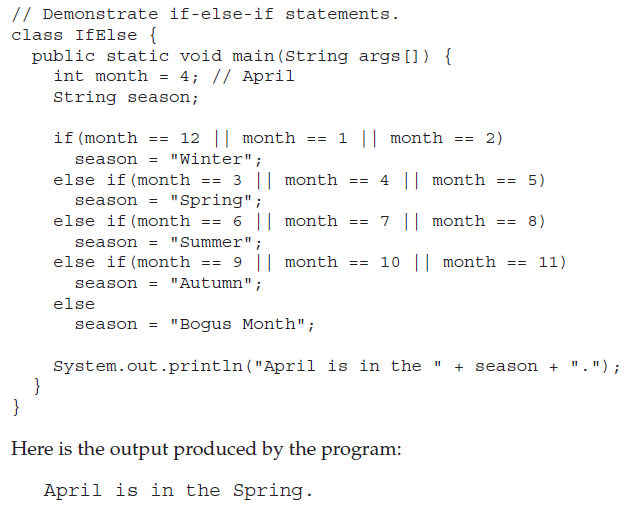 // Demonstrate if-else-if statements.
class IfElse {
  public static void main(String args[]) {
    int month = 4; // April
    String season;

    if(month == 12 || month == 1 || month == 2)
      season = "Winter";
    else if(month == 3 || month == 4 || month == 5)
      season = "Spring";
    else if(month == 6 || month == 7 || month == 8)
      season = "Summer";
    else if(month == 9 || month == 10 || month == 11)
      season = "Autumn";
    else
      season = "Bogus Month";

    System.out.println("April is in the " + season + ".");
  }
}
Here is the output produced by the program:
April is in the Spring.